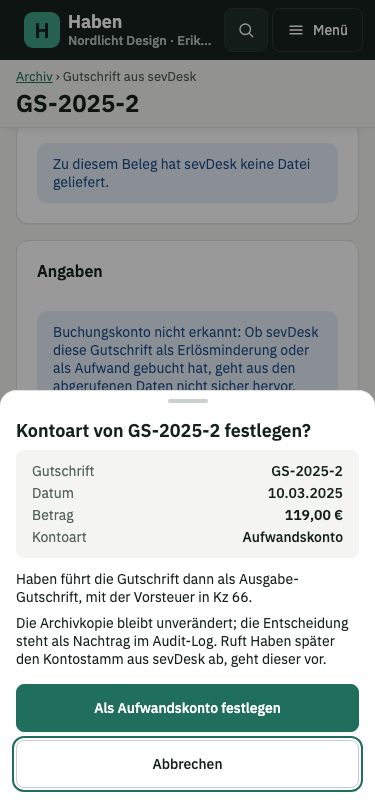 H Haben
Nordlicht Design · Erik...
Menü
Archiv › Gutschrift aus sevDesk
GS-2025-2
Zu diesem Beleg hat sevDesk keine Datei
geliefert.
Angaben
Buchungskonto nicht erkannt: Ob sevDesk
diese Gutschrift als Erlösminderung oder
als Aufwand gebucht hat, geht aus den
abgerufenen Daten nicht sicher hervor.
Kontoart von GS-2025-2 festlegen?
Gutschrift GS-2025-2
Datum 10.03.2025
Betrag 119,00 €
Kontoart Aufwandskonto
Haben führt die Gutschrift dann als Ausgabe-
Gutschrift, mit der Vorsteuer in Kz 66.
Die Archivkopie bleibt unverändert; die Entscheidung
steht als Nachtrag im Audit-Log. Ruft Haben später
den Kontostamm aus sevDesk ab, geht dieser vor.
Als Aufwandskonto festlegen
Abbrechen